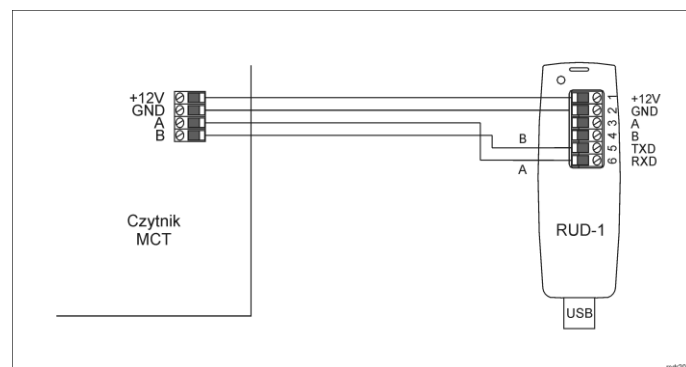 +12V
GND
A
B
Czytnik
MCT
B
A
1
2
3
4
5
6
+12V
GND
A
B
TXD
RXD
RUD-1
USB